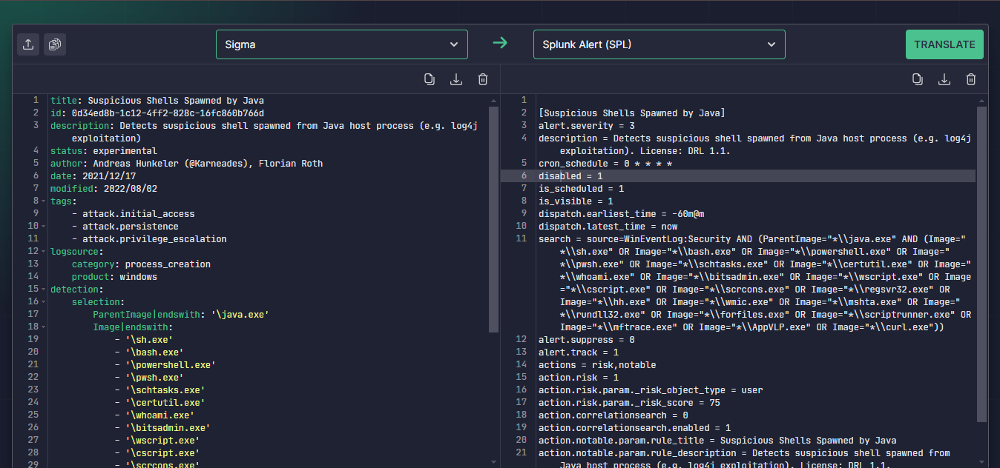 Sigma
Splunk Alert (SPL)
TRANSLATE
1 title: Suspicious Shells Spawned by Java
2 id: 0d34ed8b-1c12-4ff2-828c-16fc860b766d
3 description: Detects suspicious shell spawned from Java host process (e.g. log4j
exploitation)
4 status: experimental
5 author: Andreas Hunkeler (@Karneades), Florian Roth
6 date: 2021/12/17
7 modified: 2022/08/02
8 tags:
9 - attack.initial_access
10 - attack.persistence
11 - attack.privilege_escalation
12 logsource:
13 category: process_creation
14 product: windows
15 detection:
16 selection:
17 ParentImage|endswith: '\java.exe'
18 Image|endswith:
19 - '\sh.exe'
20 - '\bash.exe'
21 - '\powershell.exe'
22 - '\pwsh.exe'
23 - '\schtasks.exe'
24 - '\certutil.exe'
25 - '\whoami.exe'
26 - '\bitsadmin.exe'
27 - '\wscript.exe'
28 - '\cscript.exe'
29 - '\scrcons.exe'
1
2 [Suspicious Shells Spawned by Java]
3 alert.severity = 3
4 description = Detects suspicious shell spawned from Java host process (e.g. log4j
exploitation). License: DRL 1.1.
5 cron_schedule = 0 * * * *
6 disabled = 1
7 is_scheduled = 1
8 is_visible = 1
9 dispatch.earliest_time = -60m@m
10 dispatch.latest_time = now
11 search = source=WinEventLog:Security AND (ParentImage="*\\java.exe" AND (Image="
*\\sh.exe" OR Image="*\\bash.exe" OR Image="*\\powershell.exe" OR Image="
*\\pwsh.exe" OR Image="*\\schtasks.exe" OR Image="*\\certutil.exe" OR Image="
*\\whoami.exe" OR Image="*\\bitsadmin.exe" OR Image="*\\wscript.exe" OR Image
="*\\cscript.exe" OR Image="*\\scrcons.exe" OR Image="*\\regsvr32.exe" OR
Image="*\\hh.exe" OR Image="*\\wmic.exe" OR Image="*\\mshta.exe" OR Image="
*\\rundll32.exe" OR Image="*\\forfiles.exe" OR Image="*\\scriptrunner.exe" OR
Image="*\\mftrace.exe" OR Image="*\\AppVLP.exe" OR Image="*\\curl.exe"))
12 alert.suppress = 0
13 alert.track = 1
14 actions = risk,notable
15 action.risk = 1
16 action.risk.param._risk_object_type = user
17 action.risk.param._risk_score = 75
18 action.correlationsearch = 0
19 action.correlationsearch.enabled = 1
20 action.notable.param.rule_title = Suspicious Shells Spawned by Java
21 action.notable.param.rule_description = Detects suspicious shell spawned from
Java host process (e.g. log4j exploitation). License: DRL 1.1.